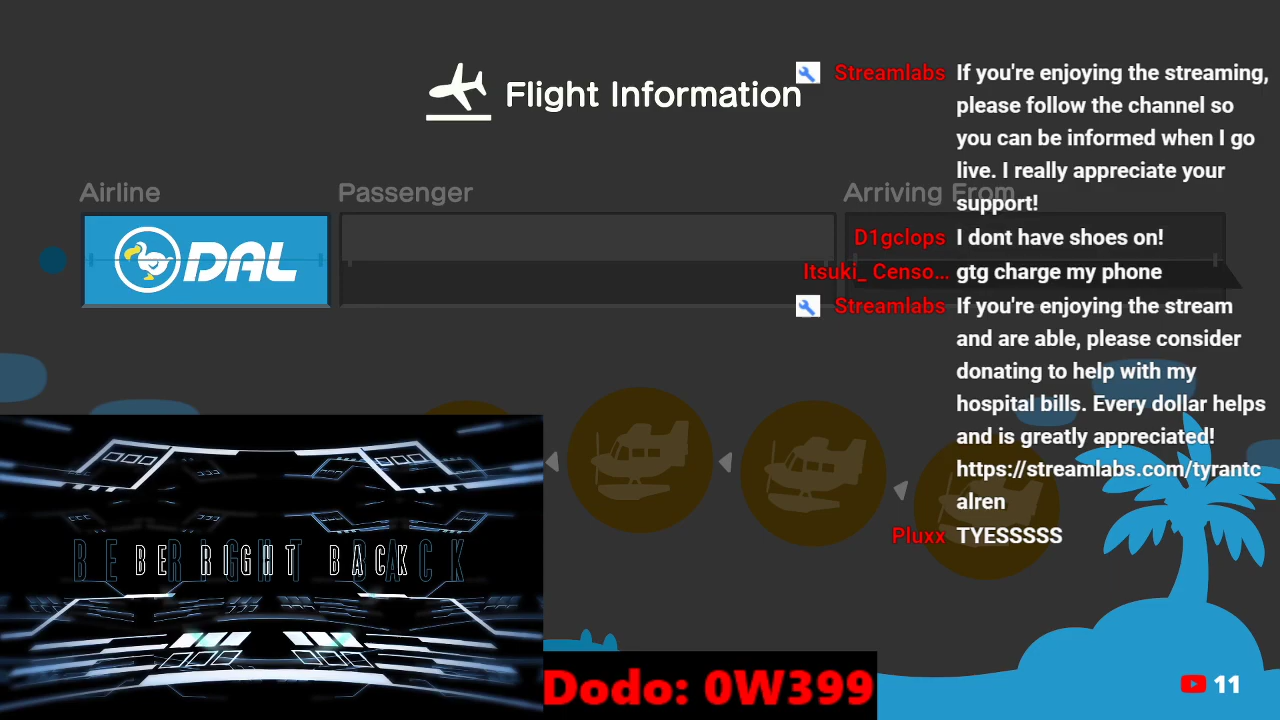 Flight Information
Airline
Passenger
Arriving From
DAL
Streamlabs If you're enjoying the streaming,
please follow the channel so
you can be informed when I go
live. I really appreciate your
support!
D1gclops I dont have shoes on!
Itsuki_ Censo... gtg charge my phone
Streamlabs If you're enjoying the stream
and are able, please consider
donating to help with my
hospital bills. Every dollar helps
and is greatly appreciated!
https://streamlabs.com/tyrantc
alren
Pluxx TYESSSSS
BE RIGHT BACK
BE RIGHT BACK
Dodo: 0W399
11